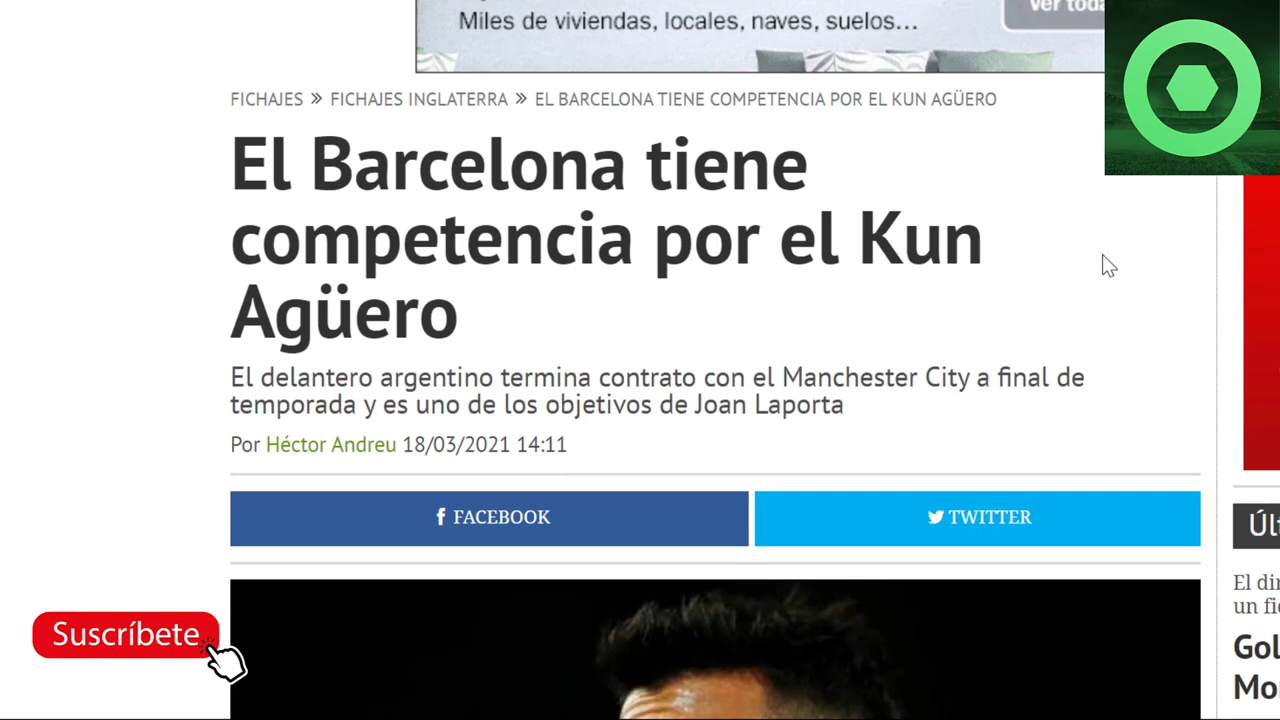 Miles de viviendas, locales, naves, suelos...
FICHAJES » FICHAJES INGLATERRA » EL BARCELONA TIENE COMPETENCIA POR EL KUN AGÜERO
El Barcelona tiene
competencia por el Kun
Agüero
El delantero argentino termina contrato con el Manchester City a final de
temporada y es uno de los objetivos de Joan Laporta
Por Héctor Andreu 18/03/2021 14:11
FACEBOOK
TWITTER
Suscríbete
El
un